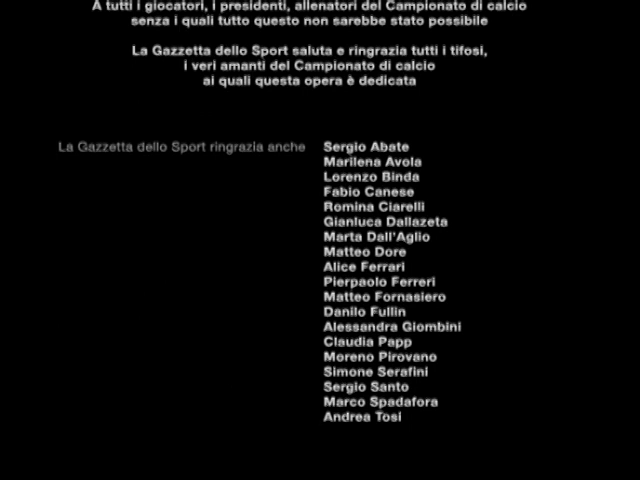 A tutti i giocatori, i presidenti, allenatori del Campionato di calcio
senza i quali tutto questo non sarebbe stato possibile
La Gazzetta dello Sport saluta e ringrazia tutti i tifosi,
i veri amanti del Campionato di calcio
ai quali questa opera è dedicata
La Gazzetta dello Sport ringrazia anche Sergio Abate
Marilena Avola
Lorenzo Binda
Fabio Canese
Romina Ciarelli
Gianluca Dallazeta
Marta Dall'Aglio
Matteo Dore
Alice Ferrari
Pierpaolo Ferreri
Matteo Fornasiero
Danilo Fullin
Alessandra Giombini
Claudia Papp
Moreno Pirovano
Simone Serafini
Sergio Santo
Marco Spadafora
Andrea Tosi